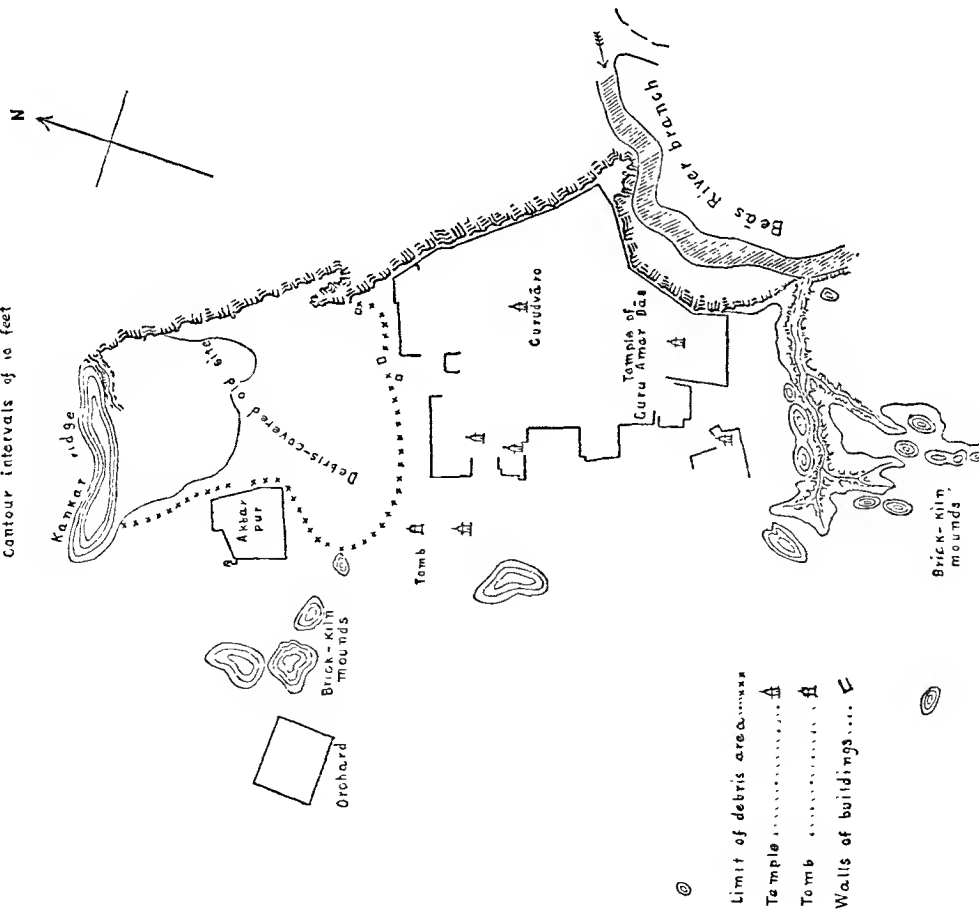 Contour intervals of 10 feet
N
Kankar ridge
Debris-covered old site
Akbar
pur
Brick-kiln
mounds
Orchard
Tomb
Gurudvāro
Temple of
Guru Amar Dās
Beās River branch
Brick-kiln
mounds
Limit of debris area
Temple
Tomb
Walls of buildings